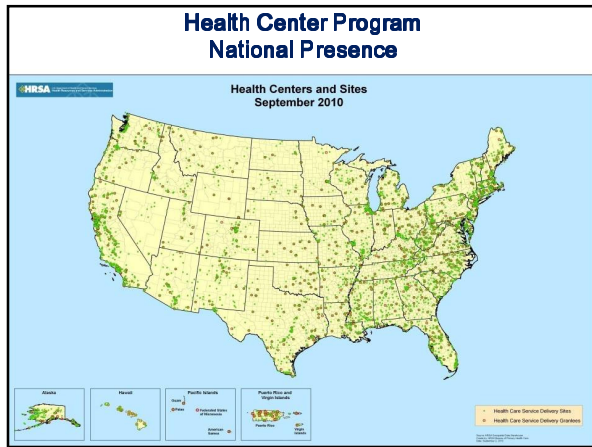 Health Center Program
National Presence
HRSA
Health Centers and Sites
September 2010
Alaska
Hawaii
Pacific Islands
Guam
Palau
Federated States
of Micronesia
American
Samoa
Puerto Rico and
Virgin Islands
Puerto Rico
Virgin
Islands
Health Care Service Delivery Sites
Health Care Service Delivery Grantees